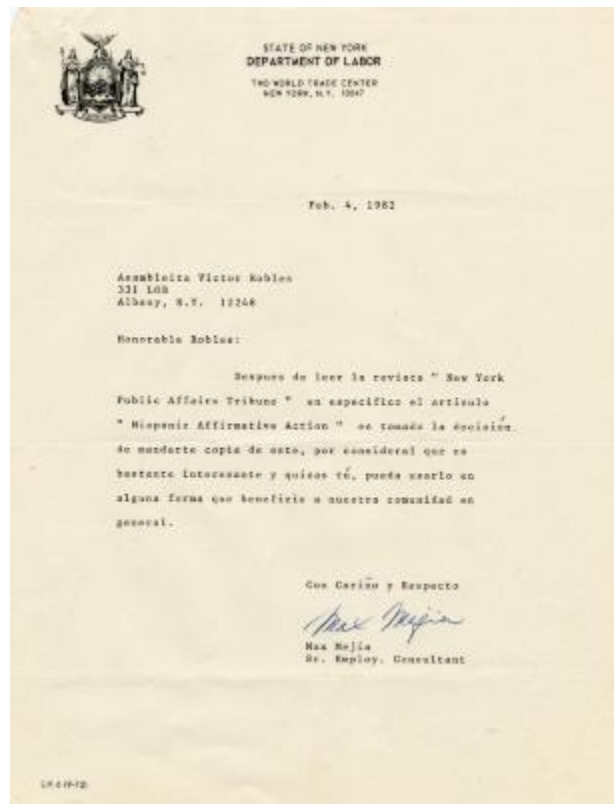 STATE OF NEW YORK
DEPARTMENT OF LABOR
TWO WORLD TRADE CENTER
NEW YORK, N.Y. 10047
Feb. 4, 1982
Asambleita Victor Robles
331 LOB
Albany, N.Y. 12248
Honorable Robles:
Despues de leer la revista " New York
Public Affairs Tribune " en especifico el articulo
" Hispanic Affirmative Action " es tomado la decisión
de mandarte copia de este, por consideral que es
bastante interesante y quizas tú, pueda usarlo en
alguna forma que beneficie a nuestra comunidad en
general.
Con Cariño y Respecto
Max Mejia
Max Mejia
Sr. Employ. Consultant